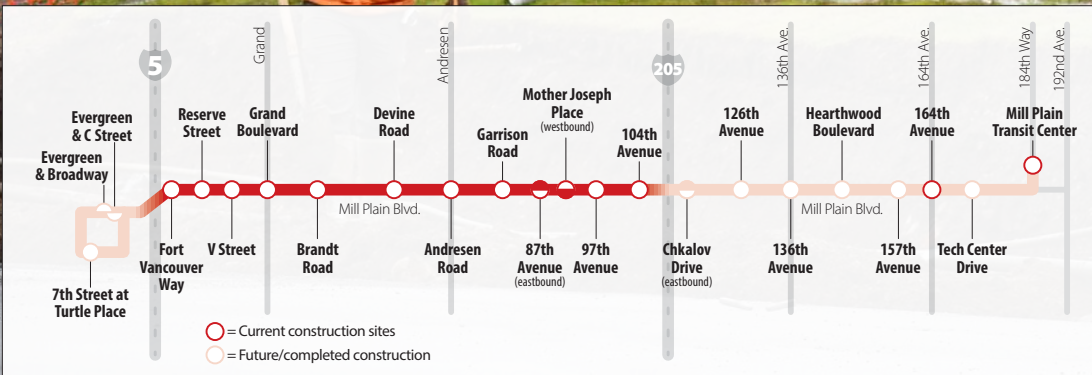 5
Grand
Andresen
205
136th Ave.
164th Ave.
184th Way
192nd Ave.
Evergreen
& C Street
Evergreen
& Broadway
Reserve
Street
Grand
Boulevard
Devine
Road
Garrison
Road
Mother Joseph
Place
(westbound)
104th
Avenue
126th
Avenue
Hearthwood
Boulevard
164th
Avenue
Mill Plain
Transit Center
Mill Plain Blvd.
Mill Plain Blvd.
7th Street at
Turtle Place
Fort
Vancouver
Way
V Street
Brandt
Road
Andresen
Road
87th
Avenue
(eastbound)
97th
Avenue
Chkalov
Drive
(eastbound)
136th
Avenue
157th
Avenue
Tech Center
Drive
= Current construction sites
= Future/completed construction